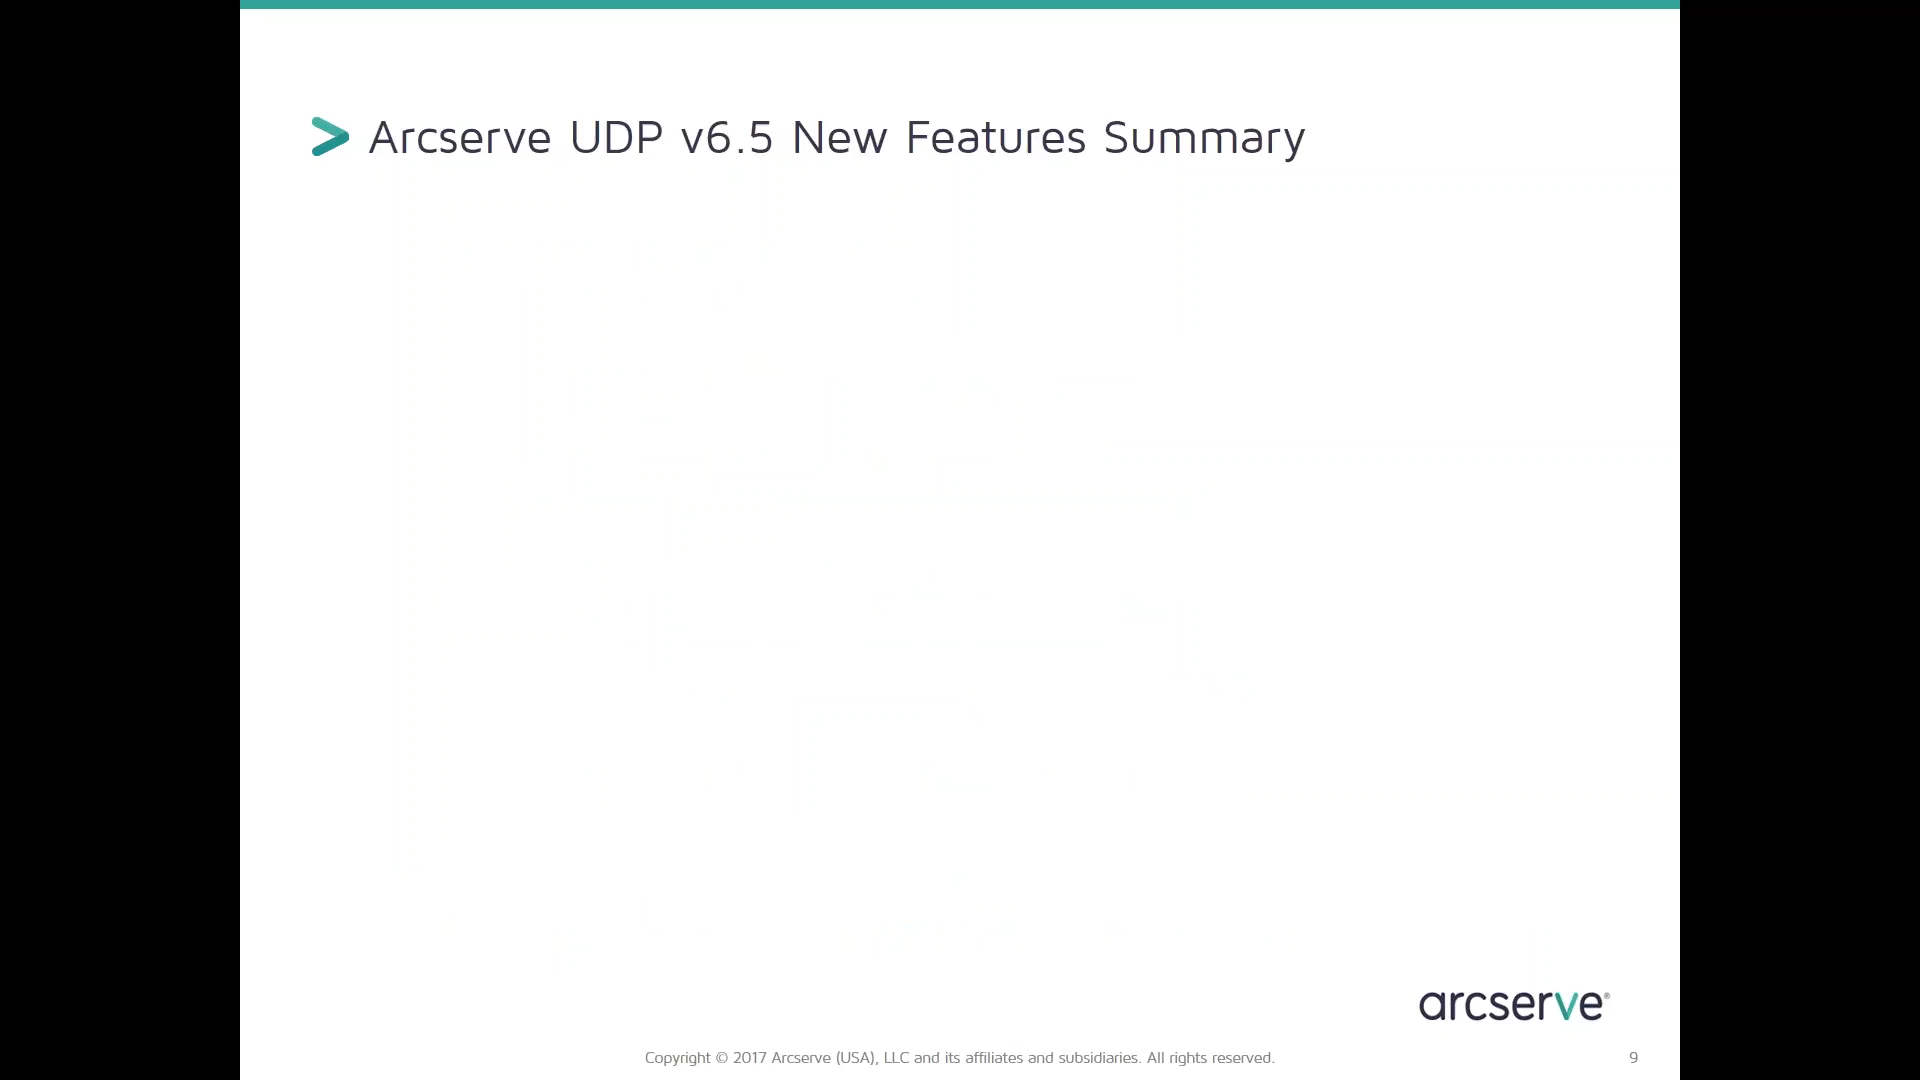 Arcserve UDP v6.5 New Features Summary
arcserve®
Copyright © 2017 Arcserve (USA), LLC and its affiliates and subsidiaries. All rights reserved.
9